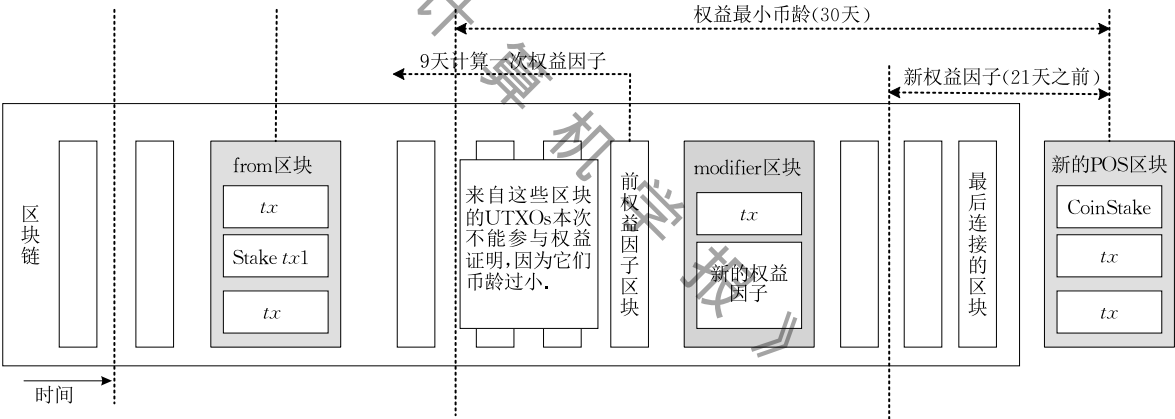 权益最小币龄(30天)
9天计算一次权益因子
新权益因子(21天之前)
区块链
from区块
tx
Stake tx1
tx
来自这些区块
的UTXOs本次
不能参与权益
证明,因为它们
币龄过小.
前权益因子区块
modifier区块
tx
新的权益
因子
最后连接的区块
新的POS区块
CoinStake
tx
tx
时间
计算机学报》